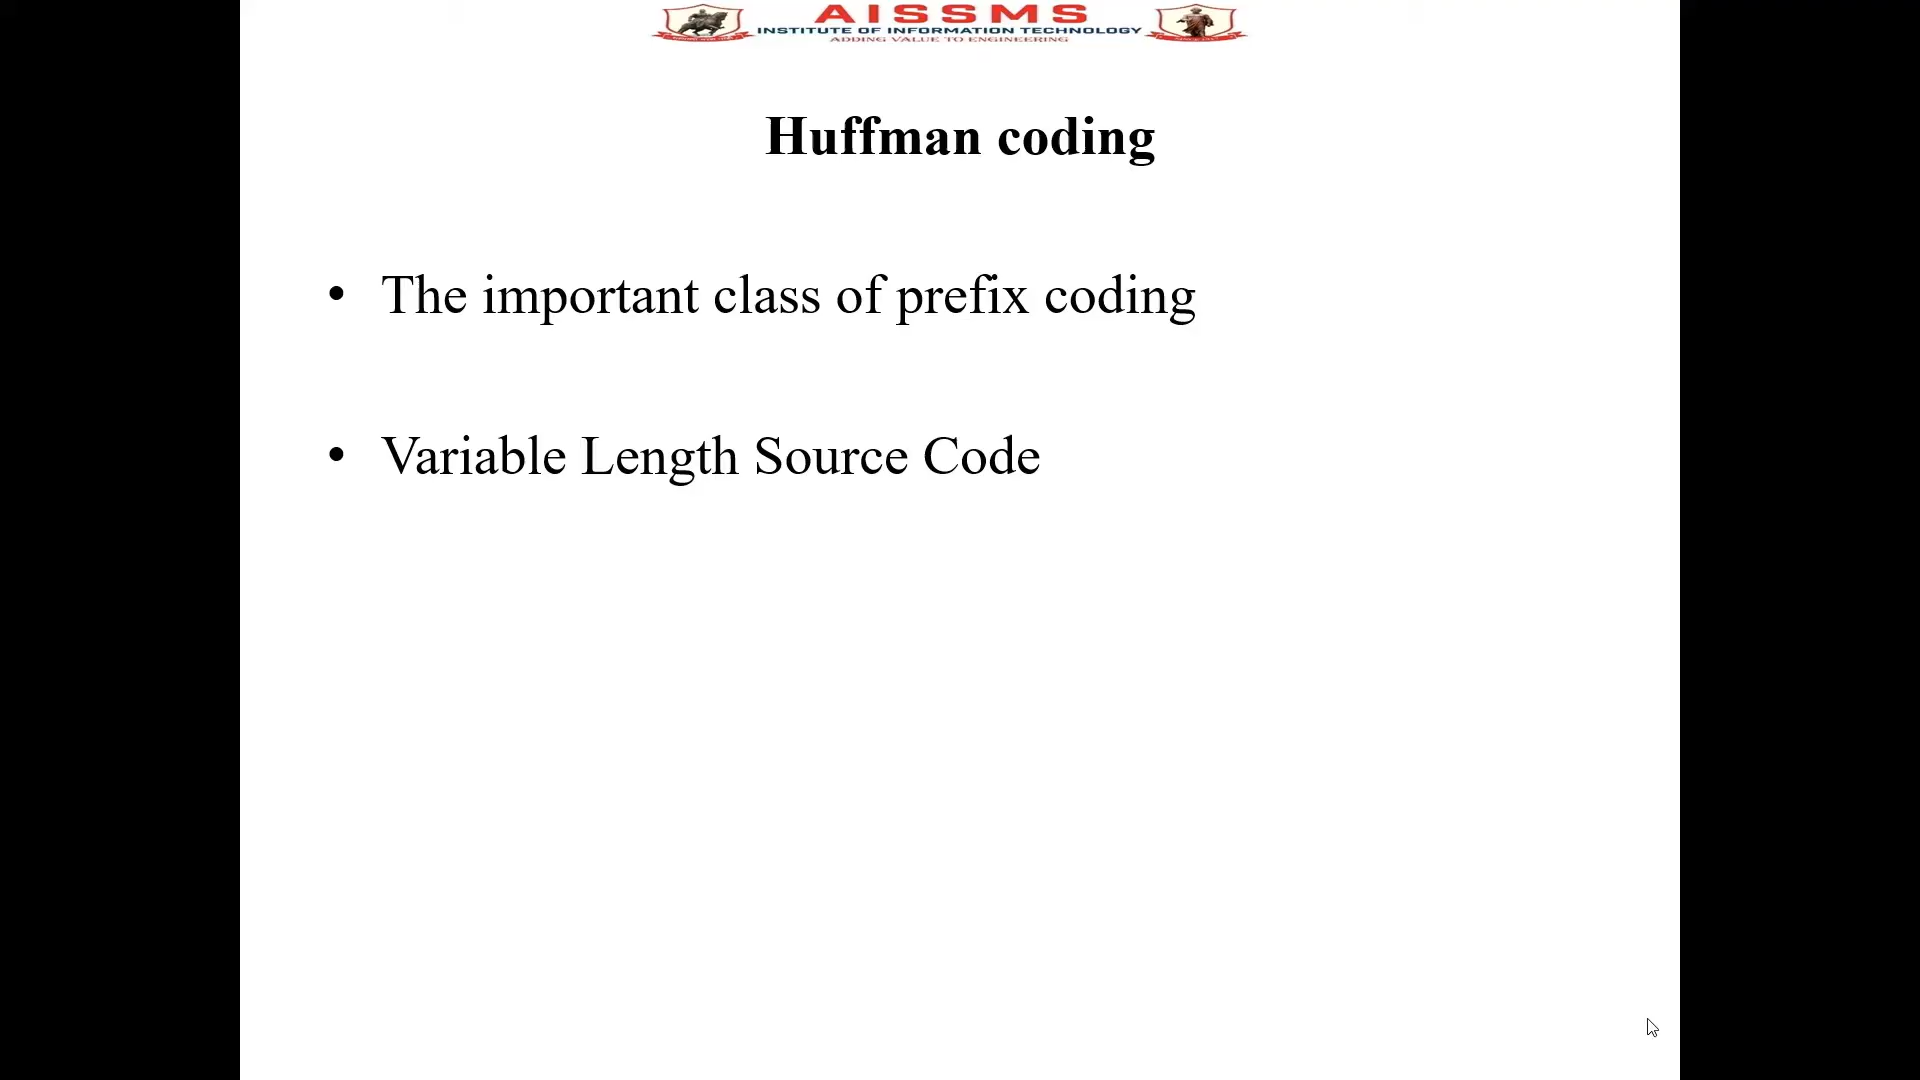 AISSMS
INSTITUTE OF INFORMATION TECHNOLOGY
ADDING VALUE TO ENGINEERING
Huffman coding
• The important class of prefix coding
• Variable Length Source Code